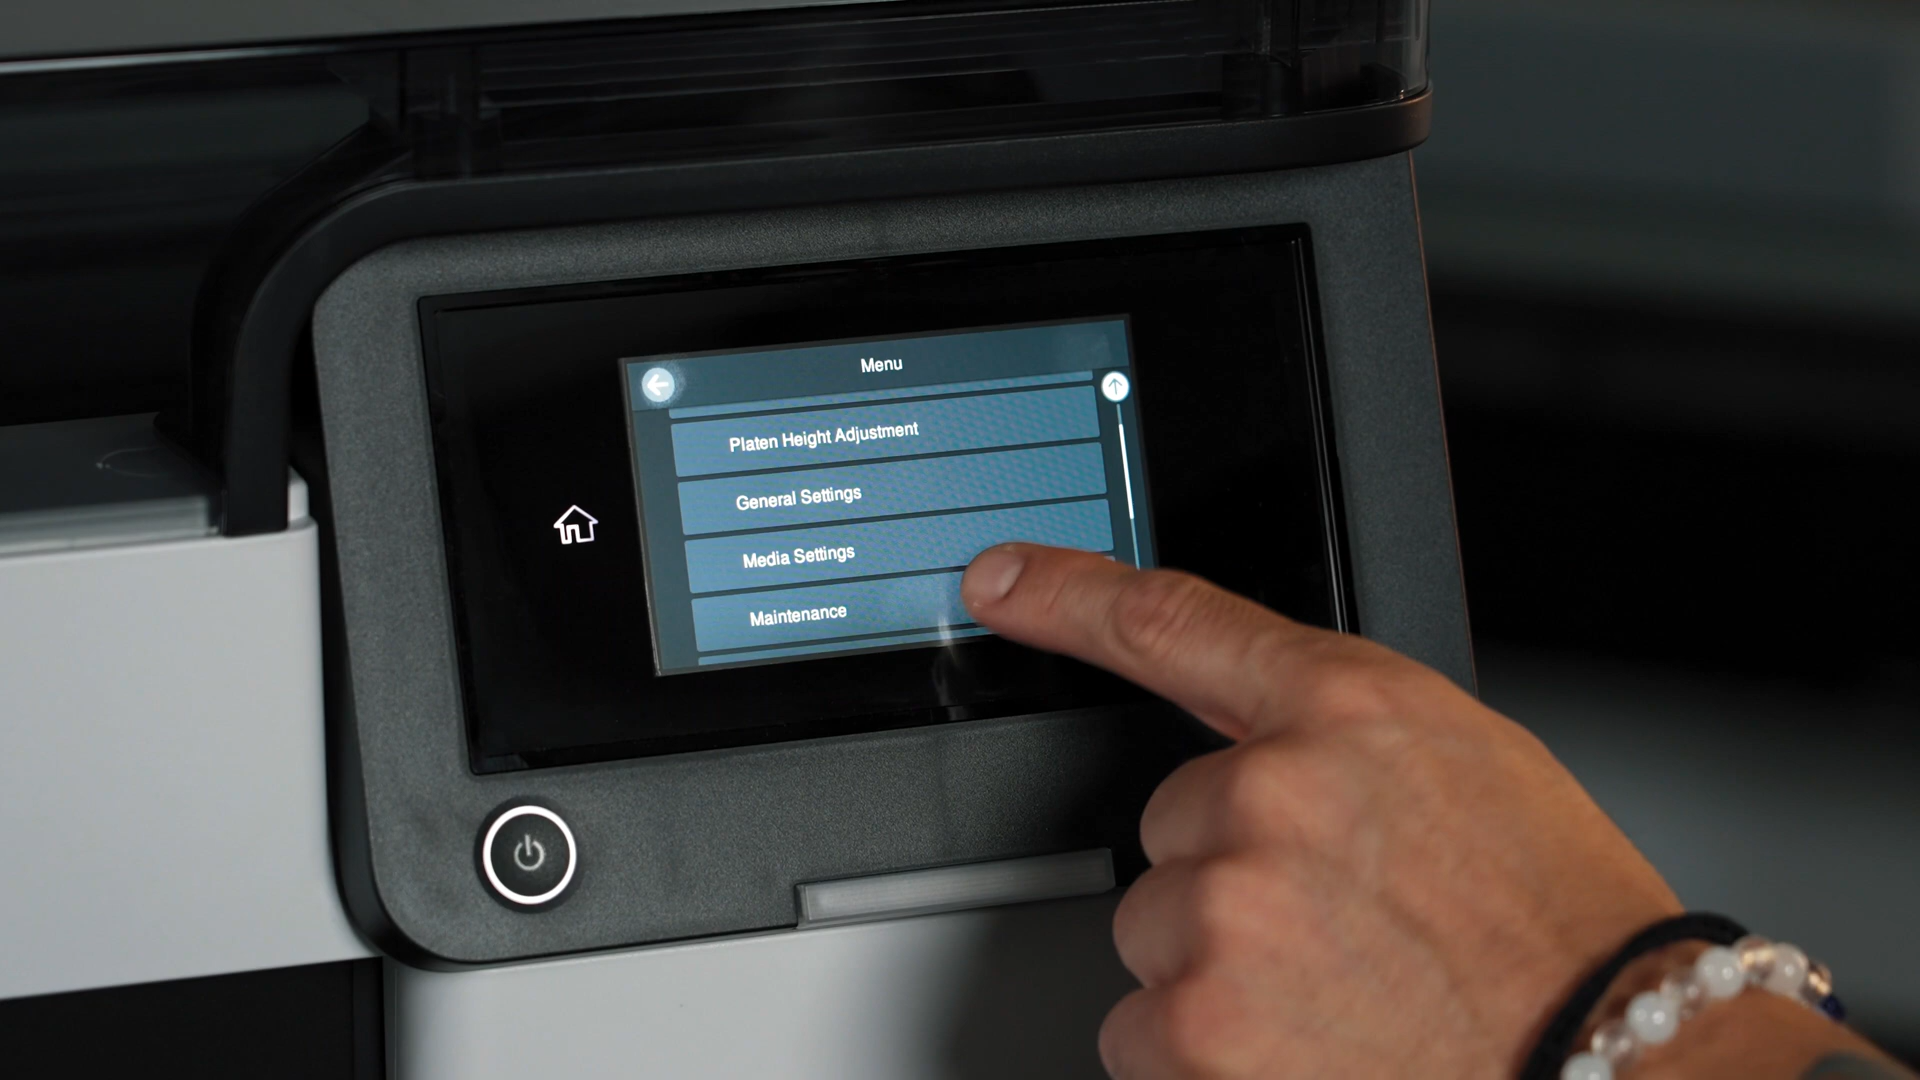 Menu
Platen Height Adjustment
General Settings
Media Settings
Maintenance